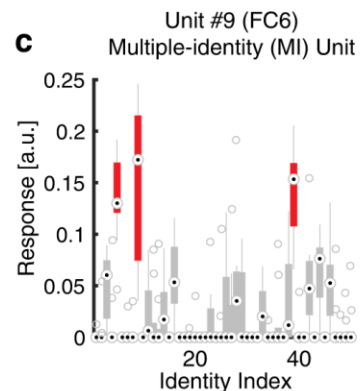 c
Unit #9 (FC6)
Multiple-identity (MI) Unit
0.25
0.2
0.15
0.1
0.05
0
Response [a.u.]
20
40
Identity Index